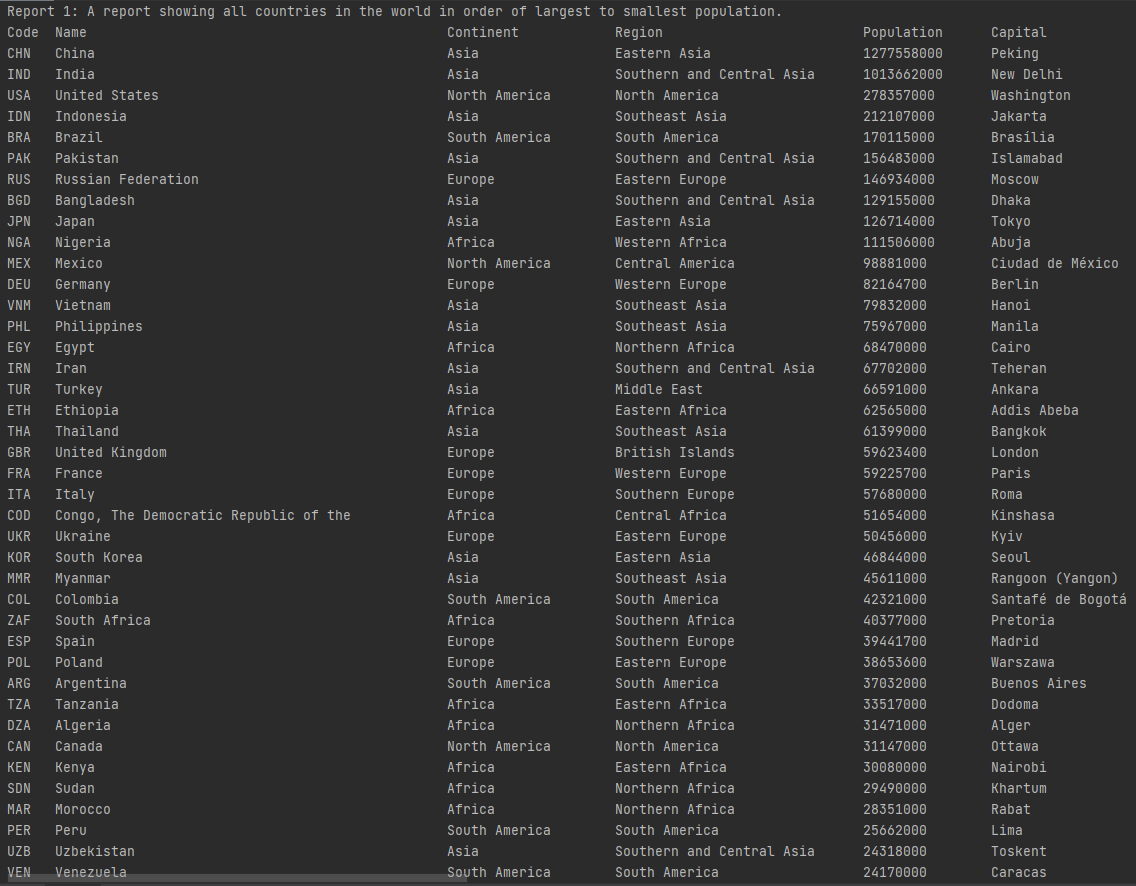 Report 1: A report showing all countries in the world in order of largest to smallest population.
Code Name Continent Region Population Capital
CHN China Asia Eastern Asia 1277558000 Peking
IND India Asia Southern and Central Asia 1013662000 New Delhi
USA United States North America North America 278357000 Washington
IDN Indonesia Asia Southeast Asia 212107000 Jakarta
BRA Brazil South America South America 170115000 Brasília
PAK Pakistan Asia Southern and Central Asia 156483000 Islamabad
RUS Russian Federation Europe Eastern Europe 146934000 Moscow
BGD Bangladesh Asia Southern and Central Asia 129155000 Dhaka
JPN Japan Asia Eastern Asia 126714000 Tokyo
NGA Nigeria Africa Western Africa 111506000 Abuja
MEX Mexico North America Central America 98881000 Ciudad de México
DEU Germany Europe Western Europe 82164700 Berlin
VNM Vietnam Asia Southeast Asia 79832000 Hanoi
PHL Philippines Asia Southeast Asia 75967000 Manila
EGY Egypt Africa Northern Africa 68470000 Cairo
IRN Iran Asia Southern and Central Asia 67702000 Teheran
TUR Turkey Asia Middle East 66591000 Ankara
ETH Ethiopia Africa Eastern Africa 62565000 Addis Abeba
THA Thailand Asia Southeast Asia 61399000 Bangkok
GBR United Kingdom Europe British Islands 59623400 London
FRA France Europe Western Europe 59225700 Paris
ITA Italy Europe Southern Europe 57680000 Roma
COD Congo, The Democratic Republic of the Africa Central Africa 51654000 Kinshasa
UKR Ukraine Europe Eastern Europe 50456000 Kyiv
KOR South Korea Asia Eastern Asia 46844000 Seoul
MMR Myanmar Asia Southeast Asia 45611000 Rangoon (Yangon)
COL Colombia South America South America 42321000 Santafé de Bogotá
ZAF South Africa Africa Southern Africa 40377000 Pretoria
ESP Spain Europe Southern Europe 39441700 Madrid
POL Poland Europe Eastern Europe 38653600 Warszawa
ARG Argentina South America South America 37032000 Buenos Aires
TZA Tanzania Africa Eastern Africa 33517000 Dodoma
DZA Algeria Africa Northern Africa 31471000 Alger
CAN Canada North America North America 31147000 Ottawa
KEN Kenya Africa Eastern Africa 30080000 Nairobi
SDN Sudan Africa Northern Africa 29490000 Khartum
MAR Morocco Africa Northern Africa 28351000 Rabat
PER Peru South America South America 25662000 Lima
UZB Uzbekistan Asia Southern and Central Asia 24318000 Toskent
VEN Venezuela South America South America 24170000 Caracas